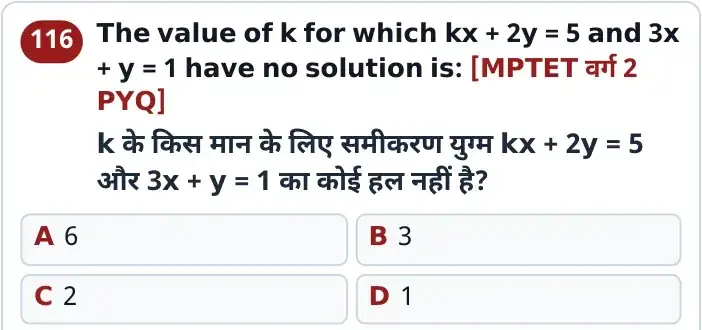 116 The value of k for which kx + 2y = 5 and 3x
+ y = 1 have no solution is: [MPTET वर्ग 2
PYQ]
k के किस मान के लिए समीकरण युग्म kx + 2y = 5
और 3x + y = 1 का कोई हल नहीं है?
A 6 B 3
C 2 D 1